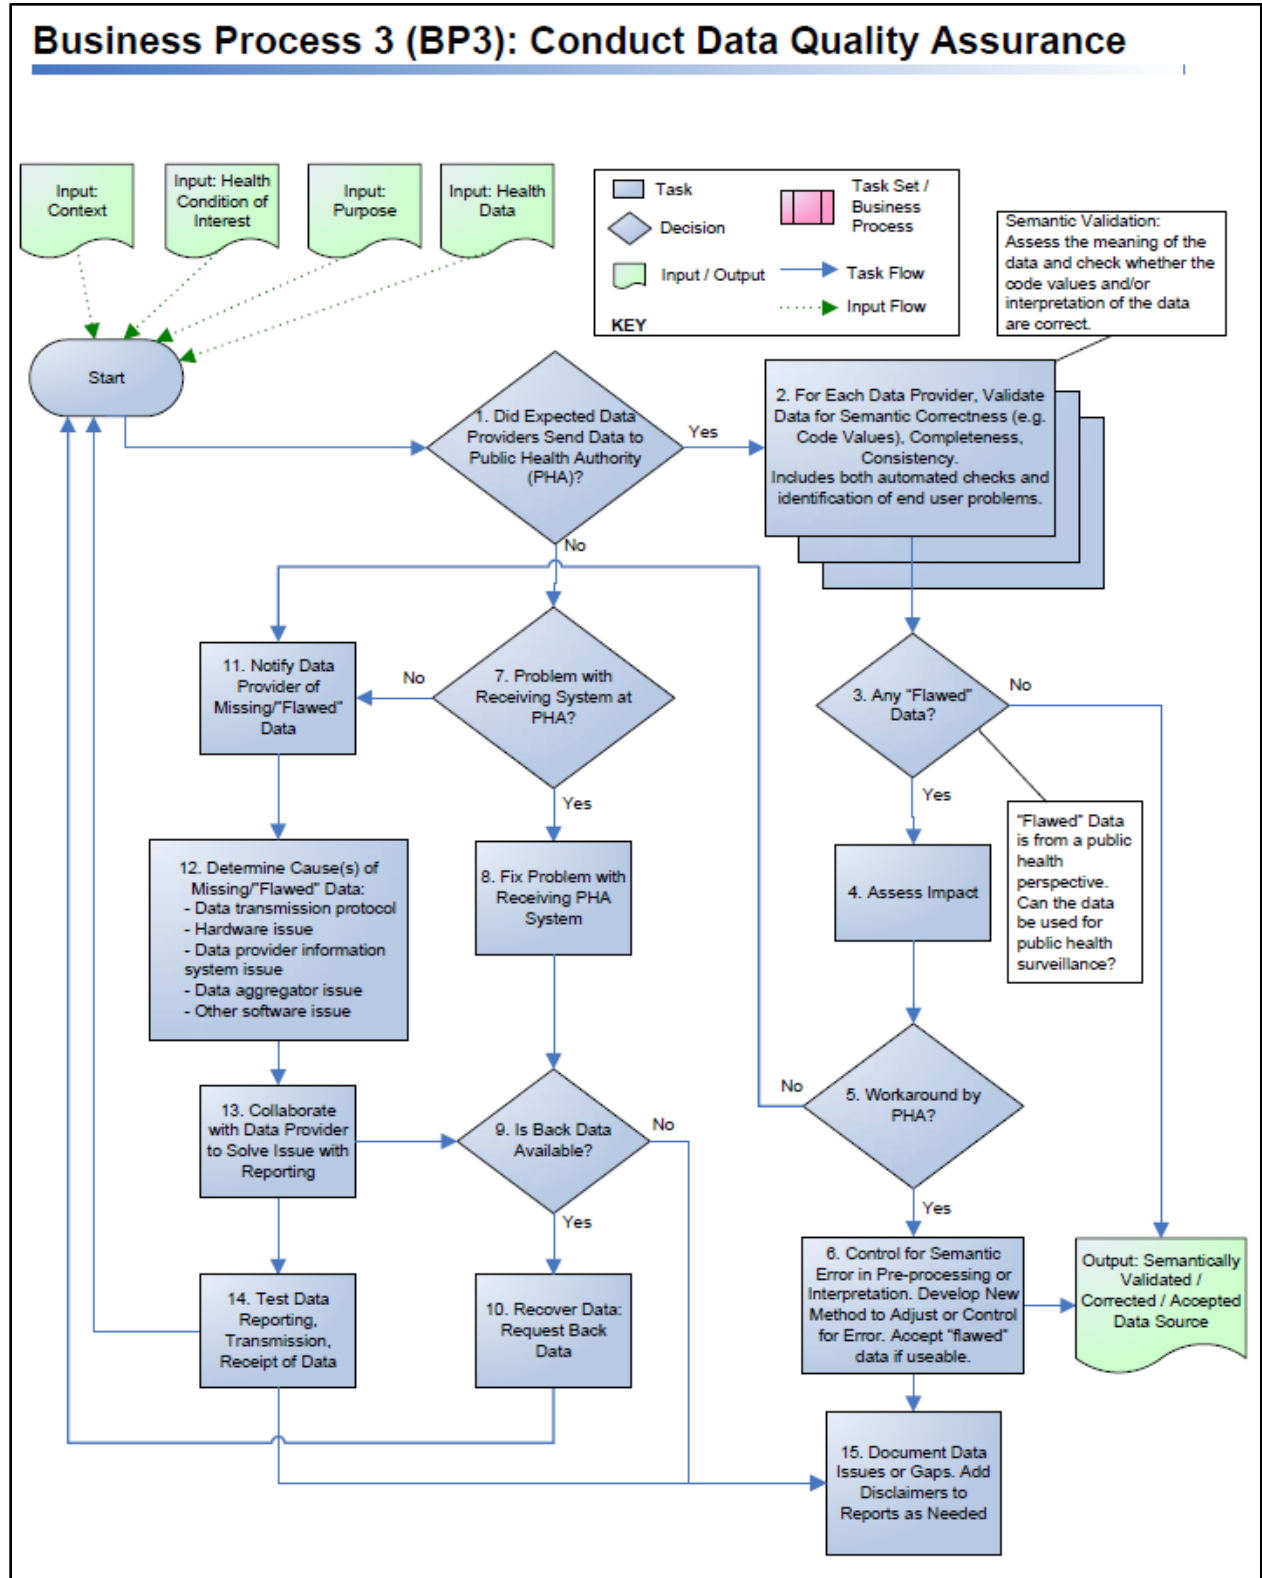 Business Process 3 (BP3): Conduct Data Quality Assurance
Input:
Context
Input: Health
Condition of
Interest
Input:
Purpose
Input: Health
Data
Task
Decision
Input / Output
KEY
Task Set /
Business
Process
Task Flow
Input Flow
Semantic Validation:
Assess the meaning of the
data and check whether the
code values and/or
interpretation of the data
are correct.
Start
1. Did Expected Data
Providers Send Data to
Public Health Authority
(PHA)?
Yes
No
2. For Each Data Provider, Validate
Data for Semantic Correctness (e.g.
Code Values), Completeness,
Consistency.
Includes both automated checks and
identification of end user problems.
11. Notify Data
Provider of
Missing/"Flawed"
Data
No
7. Problem with
Receiving System at
PHA?
Yes
3. Any "Flawed"
Data?
No
Yes
"Flawed" Data
is from a public
health
perspective.
Can the data
be used for
public health
surveillance?
12. Determine Cause(s) of
Missing/"Flawed" Data:
- Data transmission protocol
- Hardware issue
- Data provider information
system issue
- Data aggregator issue
- Other software issue
8. Fix Problem with
Receiving PHA
System
4. Assess Impact
13. Collaborate
with Data Provider
to Solve Issue with
Reporting
9. Is Back Data
Available?
No
Yes
No
5. Workaround by
PHA?
Yes
14. Test Data
Reporting,
Transmission,
Receipt of Data
10. Recover Data:
Request Back
Data
6. Control for Semantic
Error in Pre-processing or
Interpretation. Develop New
Method to Adjust or Control
for Error. Accept "flawed"
data if useable.
Output: Semantically
Validated /
Corrected / Accepted
Data Source
15. Document Data
Issues or Gaps. Add
Disclaimers to
Reports as Needed